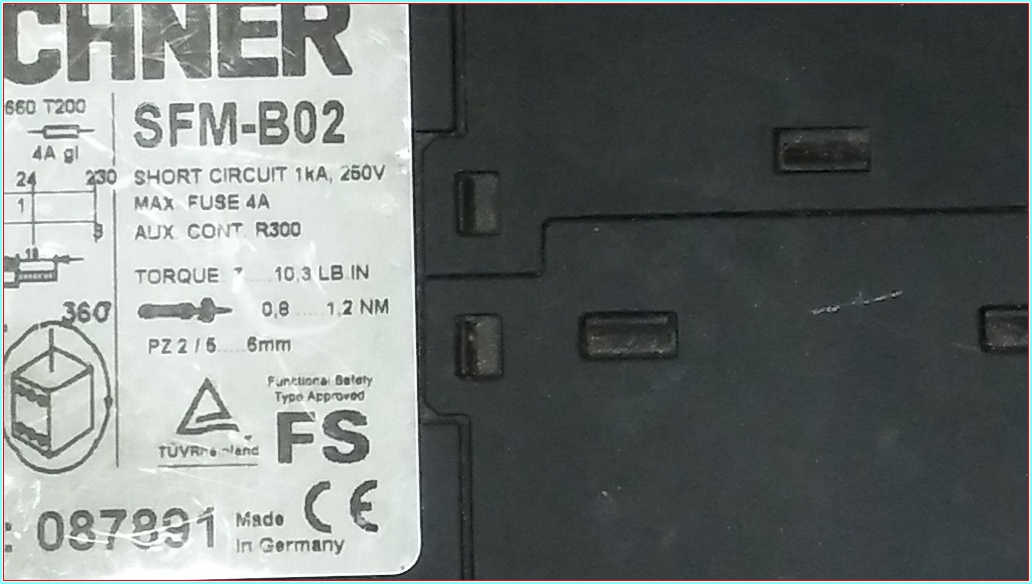 CHNER
660 T200
4A gl
24 230
1
360°
SFM-B02
SHORT CIRCUIT 1kA, 250V
MAX. FUSE 4A
AUX. CONT. R300
TORQUE 7.....10,3 LB.IN
0,8.......1,2 NM
PZ 2 / 5.....6mm
Functional Safety
Type Approved
TÜVRheinland
FS
: 087891
CE
Made
in Germany